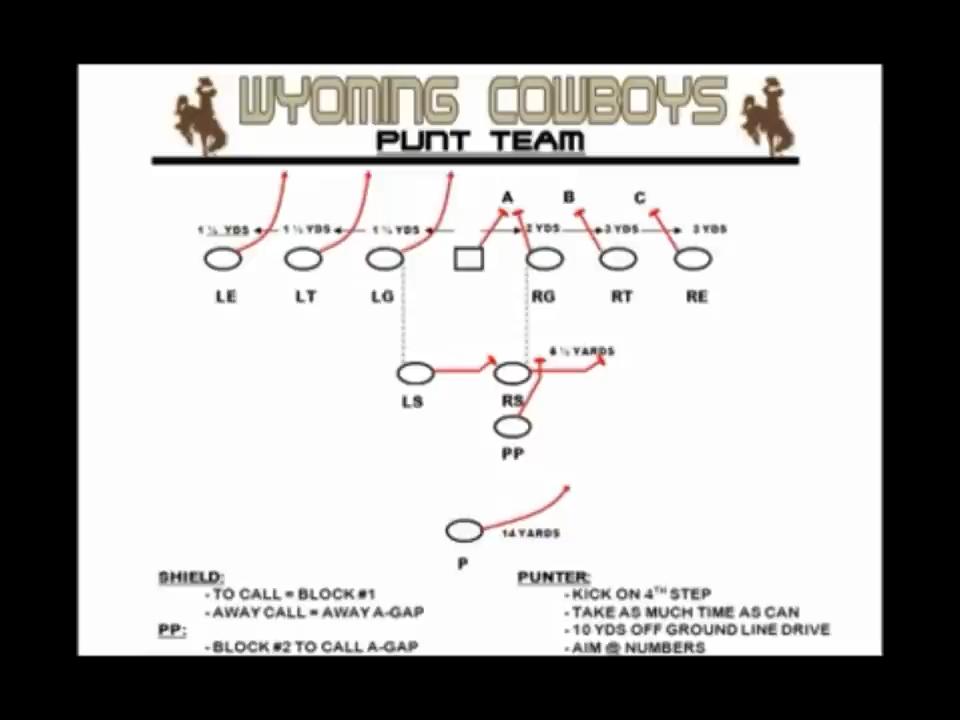 WYOMING COWBOYS
PUNT TEAM
A B C
1 ½ YDS 1 ½ YDS 1 ½ YDS 2 YDS 3 YDS 3 YDS
LE LT LG RG RT RE
6 ½ YARDS
LS RS
PP
14 YARDS
P
SHIELD:
- TO CALL = BLOCK #1
- AWAY CALL = AWAY A-GAP
PP:
- BLOCK #2 TO CALL A-GAP
PUNTER:
- KICK ON 4TH STEP
- TAKE AS MUCH TIME AS CAN
- 10 YDS OFF GROUND LINE DRIVE
- AIM @ NUMBERS